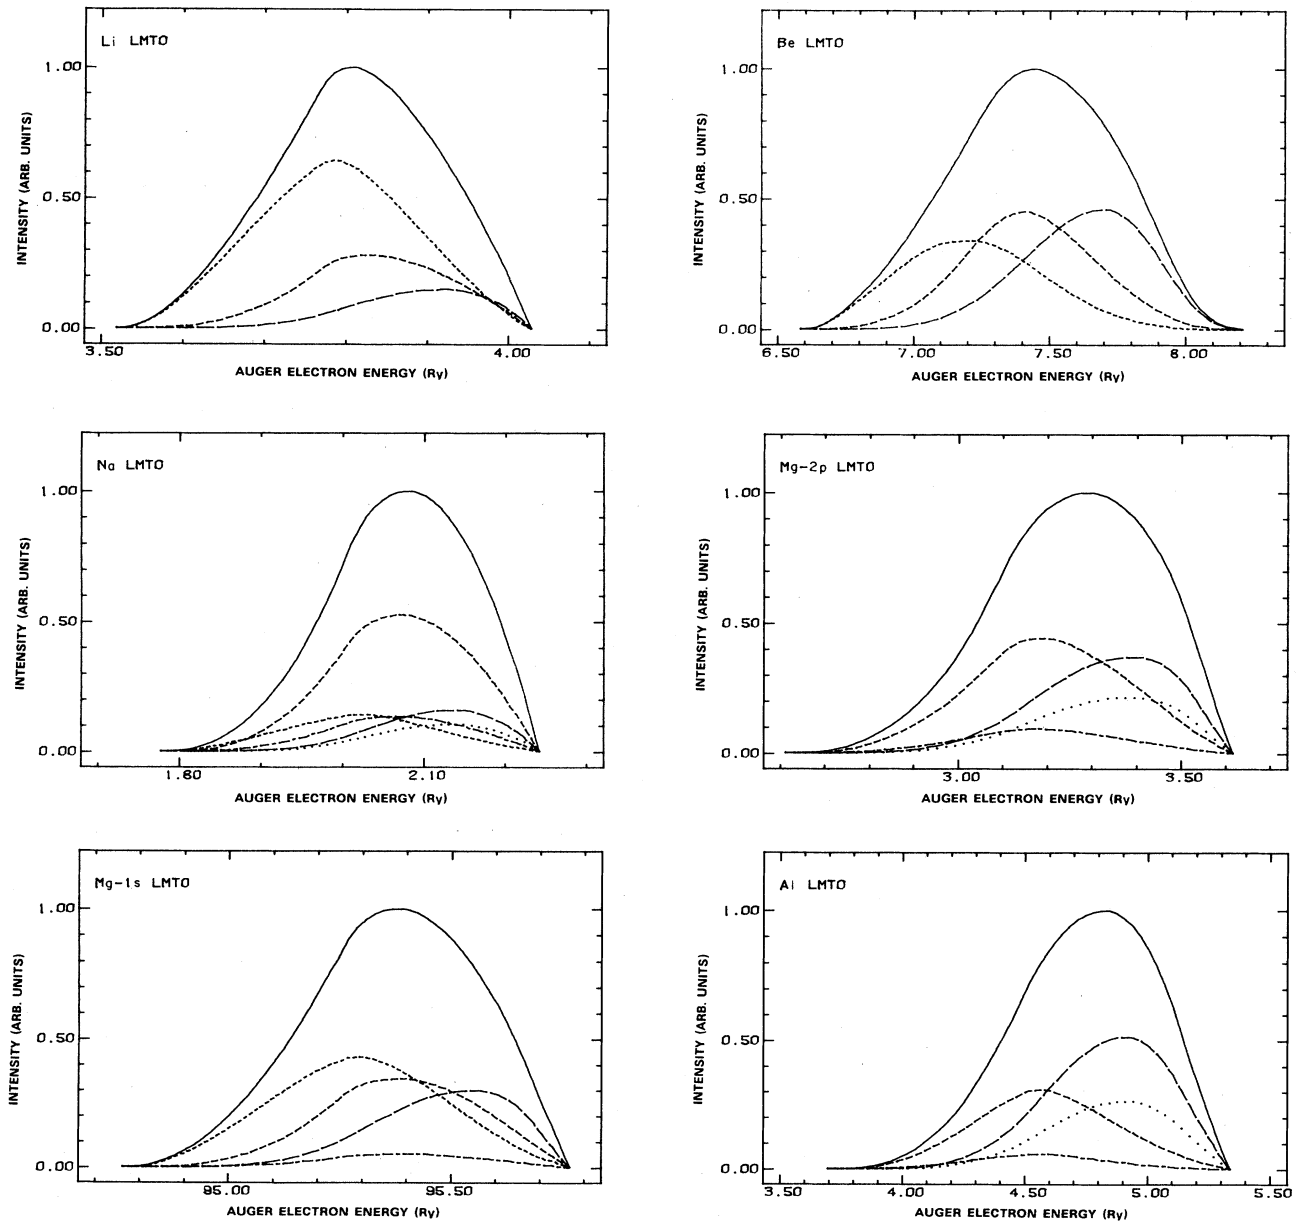 Li LMTO
1.00
0.50
0.00
3.50
4.00
INTENSITY (ARB. UNITS)
AUGER ELECTRON ENERGY (Ry)
Be LMTO
1.00
0.50
0.00
6.50
7.00
7.50
8.00
INTENSITY (ARB. UNITS)
AUGER ELECTRON ENERGY (Ry)
Na LMTO
1.00
0.50
0.00
1.60
2.10
INTENSITY (ARB. UNITS)
AUGER ELECTRON ENERGY (Ry)
Mg-2p LMTO
1.00
0.50
0.00
3.00
3.50
INTENSITY (ARB. UNITS)
AUGER ELECTRON ENERGY (Ry)
Mg-1s LMTO
1.00
0.50
0.00
95.00
95.50
INTENSITY (ARB. UNITS)
AUGER ELECTRON ENERGY (Ry)
Al LMTO
1.00
0.50
0.00
3.50
4.00
4.50
5.00
5.50
INTENSITY (ARB. UNITS)
AUGER ELECTRON ENERGY (Ry)